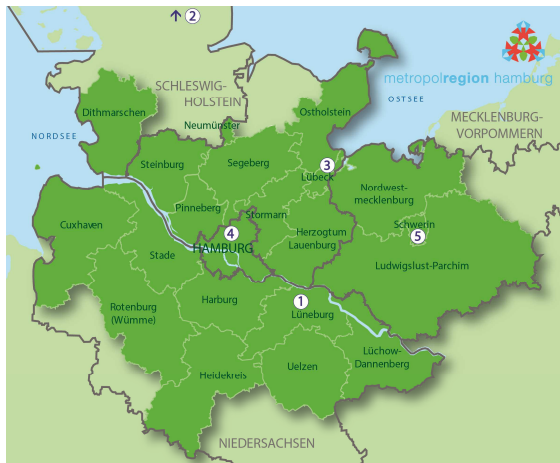 ↑ 2
metropolregion hamburg
SCHLESWIG-
HOLSTEIN
OSTSEE
NORDSEE
MECKLENBURG-
VORPOMMERN
Dithmarschen
Ostholstein
Neumünster
Steinburg
Segeberg
3
Lübeck
Nordwest-
mecklenburg
Pinneberg
Stormarn
Cuxhaven
4
HAMBURG
Herzogtum
Lauenburg
Schwerin
5
Stade
Ludwigslust-Parchim
Rotenburg
(Wümme)
Harburg
1
Lüneburg
Lüchow-
Dannenberg
Heidekreis
Uelzen
NIEDERSACHSEN